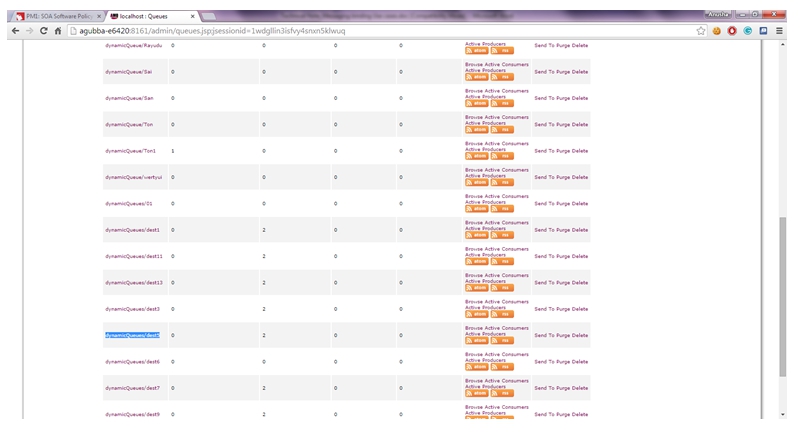 PMI: SOA Software Policy
localhost : Queues
Anusha
agubba-e6420:8161/admin/queues.jsp;jsessionid=1wdgllin3isfvy4snxn5klwuq
dynamicQueue/Rayudu 0 0 0 0 Active Producers Send To Purge Delete
atom rss
Browse Active Consumers
dynamicQueue/Sai 0 0 0 0 Active Producers Send To Purge Delete
atom rss
Browse Active Consumers
dynamicQueue/San 0 0 0 0 Active Producers Send To Purge Delete
atom rss
Browse Active Consumers
dynamicQueue/Ton 0 0 0 0 Active Producers Send To Purge Delete
atom rss
Browse Active Consumers
dynamicQueue/Ton1 1 0 0 0 Active Producers Send To Purge Delete
atom rss
Browse Active Consumers
dynamicQueue/wertyui 0 0 0 0 Active Producers Send To Purge Delete
atom rss
Browse Active Consumers
dynamicQueues/01 0 0 0 0 Active Producers Send To Purge Delete
atom rss
Browse Active Consumers
dynamicQueues/dest1 0 2 0 0 Active Producers Send To Purge Delete
atom rss
Browse Active Consumers
dynamicQueues/dest11 0 2 0 0 Active Producers Send To Purge Delete
atom rss
Browse Active Consumers
dynamicQueues/dest13 0 2 0 0 Active Producers Send To Purge Delete
atom rss
Browse Active Consumers
dynamicQueues/dest3 0 2 0 0 Active Producers Send To Purge Delete
atom rss
Browse Active Consumers
dynamicQueues/dest5 0 2 0 0 Active Producers Send To Purge Delete
atom rss
Browse Active Consumers
dynamicQueues/dest6 0 0 0 0 Active Producers Send To Purge Delete
atom rss
Browse Active Consumers
dynamicQueues/dest7 0 2 0 0 Active Producers Send To Purge Delete
atom rss
Browse Active Consumers
dynamicQueues/dest9 0 2 0 0 Active Producers Send To Purge Delete